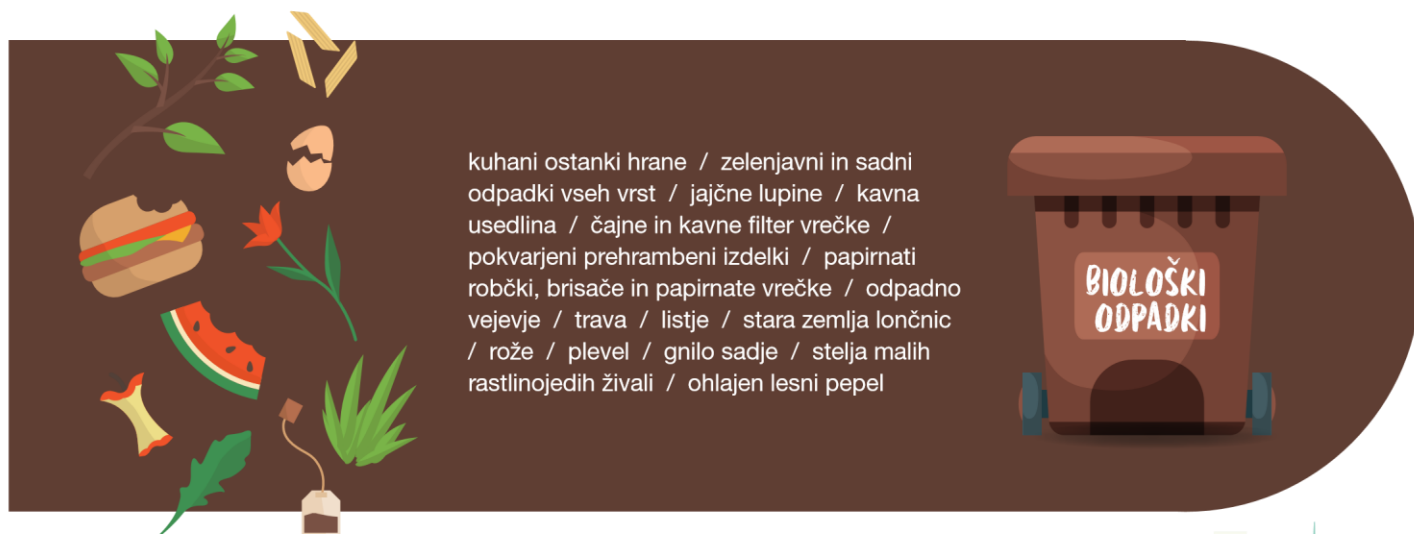 kuhani ostanki hrane / zelenjavni in sadni
odpadki vseh vrst / jajčne lupine / kavna
usedlina / čajne in kavne filter vrečke /
pokvarjeni prehrambeni izdelki / papirnati
robčki, brisače in papirnate vrečke / odpadno
vejevje / trava / listje / stara zemlja lončnic
/ rože / plevel / gnilo sadje / stelja malih
rastlinojedih živali / ohlajen lesni pepel
BIOLOŠKI
ODPADKI